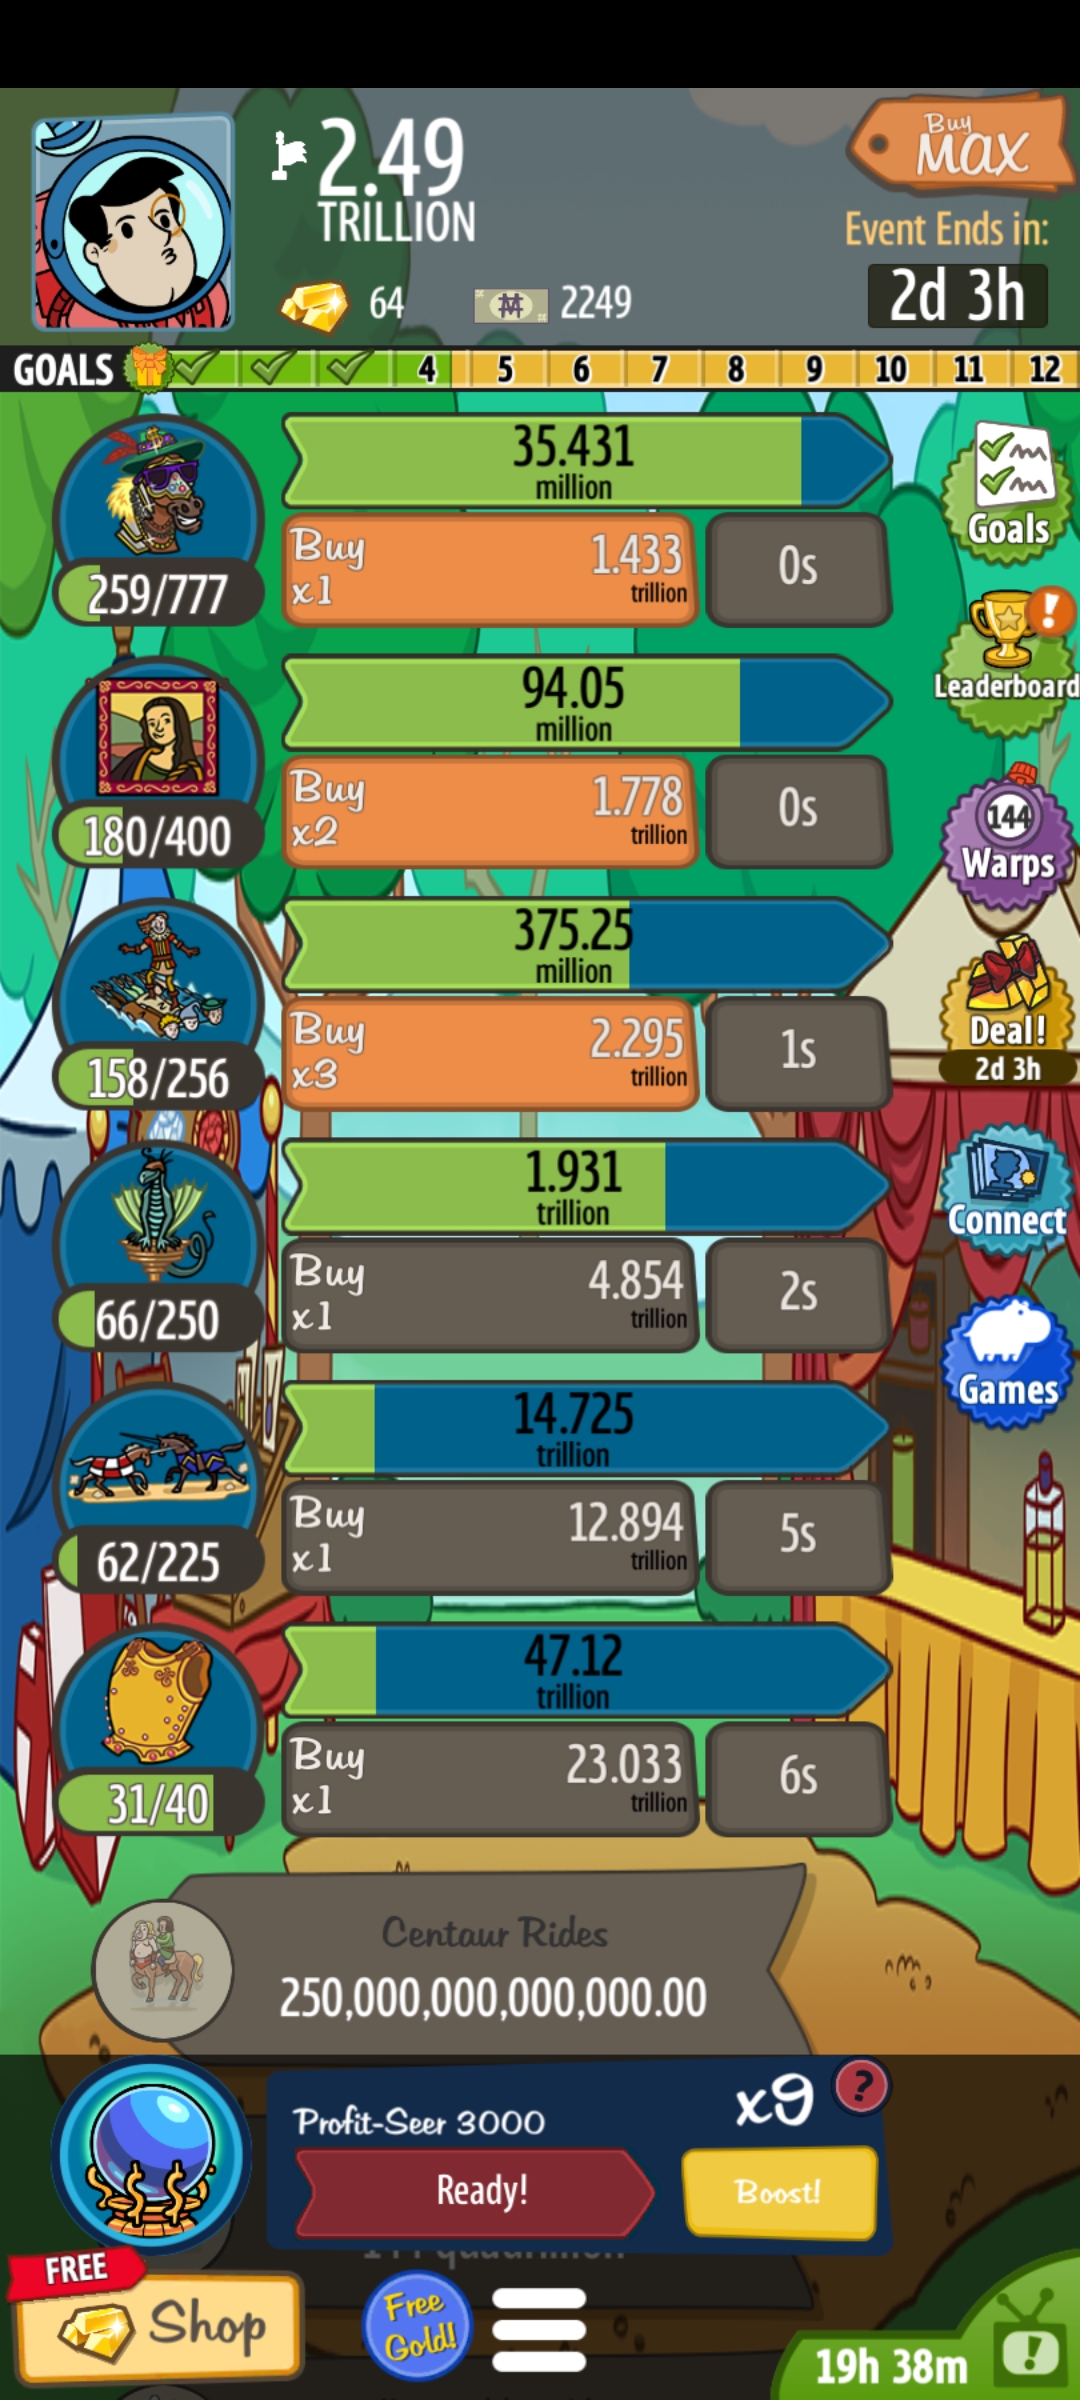 2.49
TRILLION
Buy
MAX
Event Ends in:
64
2249
2d 3h
GOALS 4 5 6 7 8 9 10 11 12
35.431
million
Buy
x1
1.433
trillion
0s
259/777
Goals
94.05
million
Buy
x2
1.778
trillion
0s
180/400
Leaderboard
375.25
million
Buy
x3
2.295
trillion
1s
158/256
144
Warps
Deal!
2d 3h
1.931
trillion
Buy
x1
4.854
trillion
2s
66/250
Connect
14.725
trillion
Buy
x1
12.894
trillion
5s
62/225
Games
47.12
trillion
Buy
x1
23.033
trillion
6s
31/40
Centaur Rides
250,000,000,000,000.00
Profit-Seer 3000
x9
?
Ready!
Boost!
FREE
Shop
Free
Gold!
19h 38m